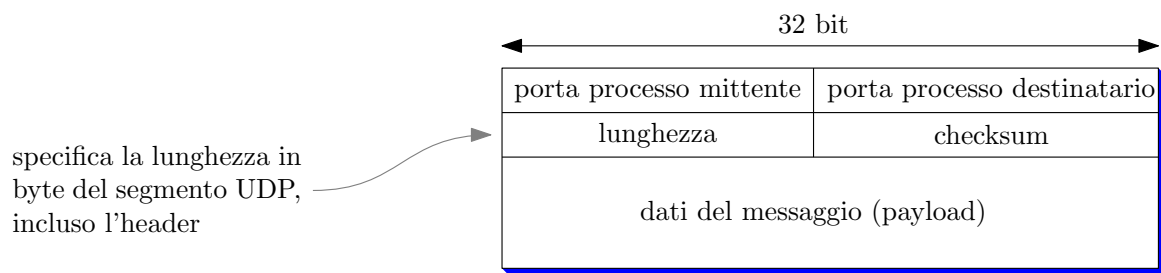 32 bit
porta processo mittente
porta processo destinatario
lunghezza
checksum
specifica la lunghezza in
byte del segmento UDP,
incluso l'header
dati del messaggio (payload)